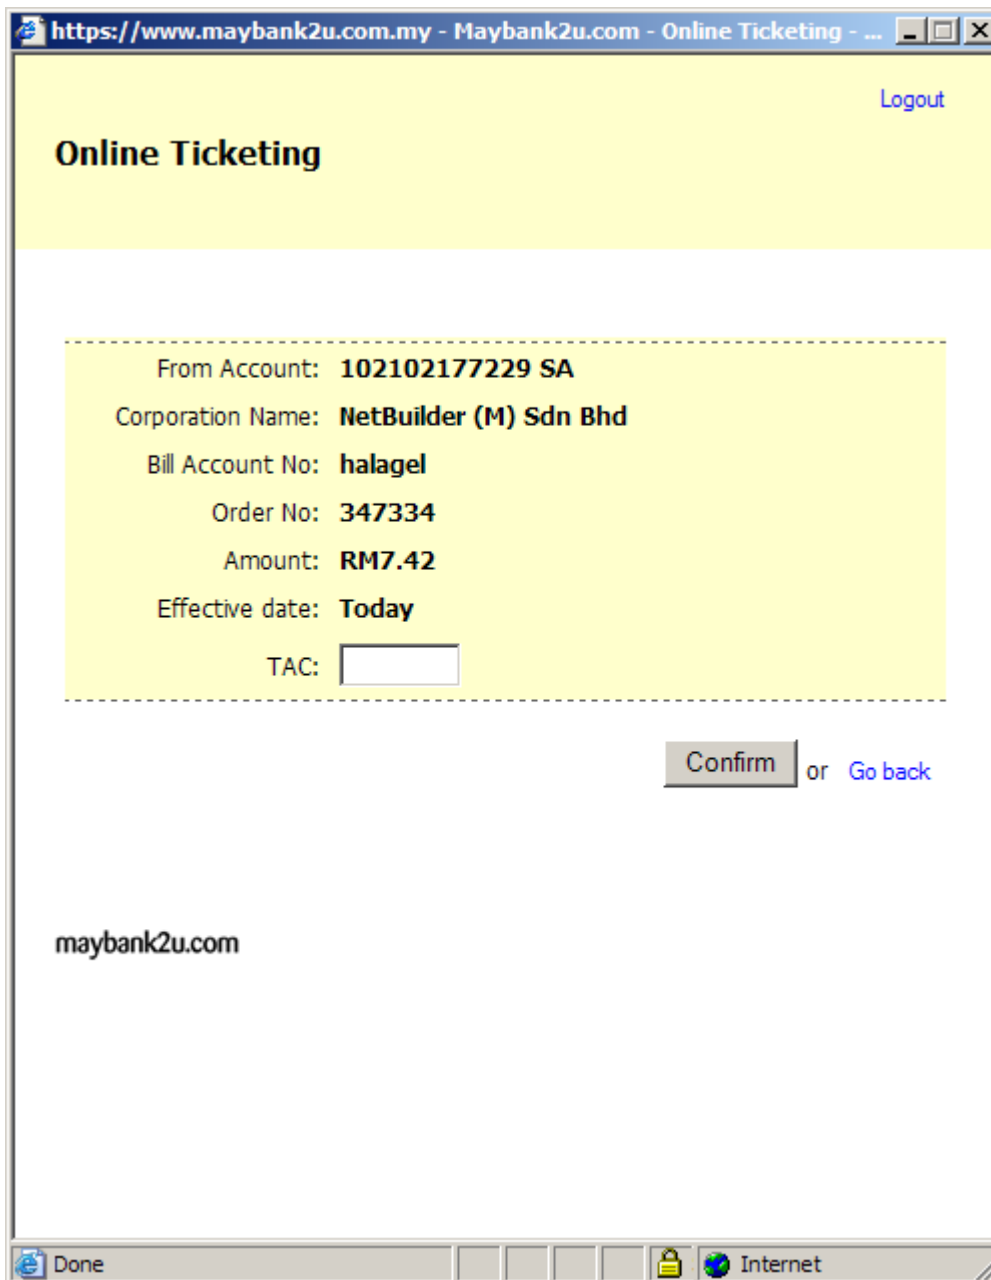 https://www.maybank2u.com.my - Maybank2u.com - Online Ticketing - ...
Logout
Online Ticketing
From Account: 102102177229 SA
Corporation Name: NetBuilder (M) Sdn Bhd
Bill Account No: halagel
Order No: 347334
Amount: RM7.42
Effective date: Today
TAC:
Confirm or Go back
maybank2u.com
Done Internet